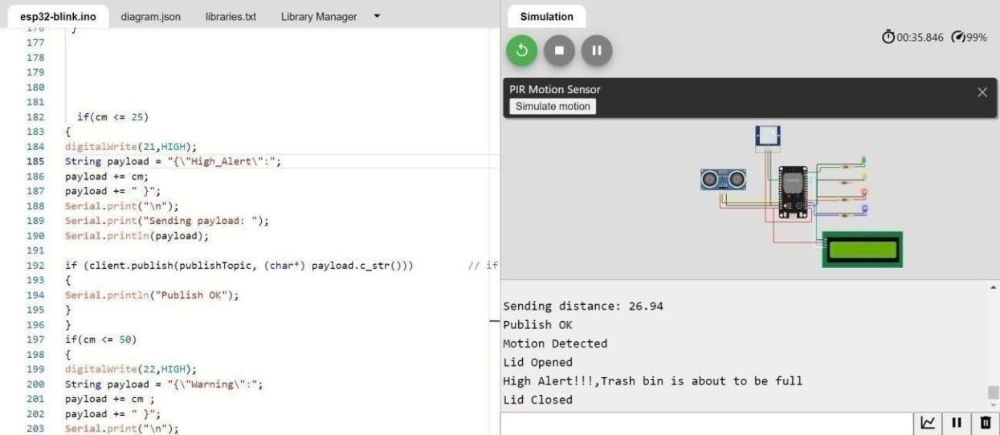 esp32-blink.ino diagram.json libraries.txt Library Manager
176 }
177
178
179
180
181
182 if(cm <= 25)
183 {
184 digitalWrite(21,HIGH);
185 String payload = "{\"High_Alert\":";
186 payload += cm;
187 payload += " }";
188 Serial.print("\n");
189 Serial.print("Sending payload: ");
190 Serial.println(payload);
191
192 if (client.publish(publishTopic, (char*) payload.c_str())) // if
193 {
194 Serial.println("Publish OK");
195 }
196 }
197 if(cm <= 50)
198 {
199 digitalWrite(22,HIGH);
200 String payload = "{\"Warning\":";
201 payload += cm ;
202 payload += " }";
203 Serial.print("\n");
Simulation
00:35.846 99%
PIR Motion Sensor
Simulate motion
Sending distance: 26.94
Publish OK
Motion Detected
Lid Opened
High Alert!!!,Trash bin is about to be full
Lid Closed